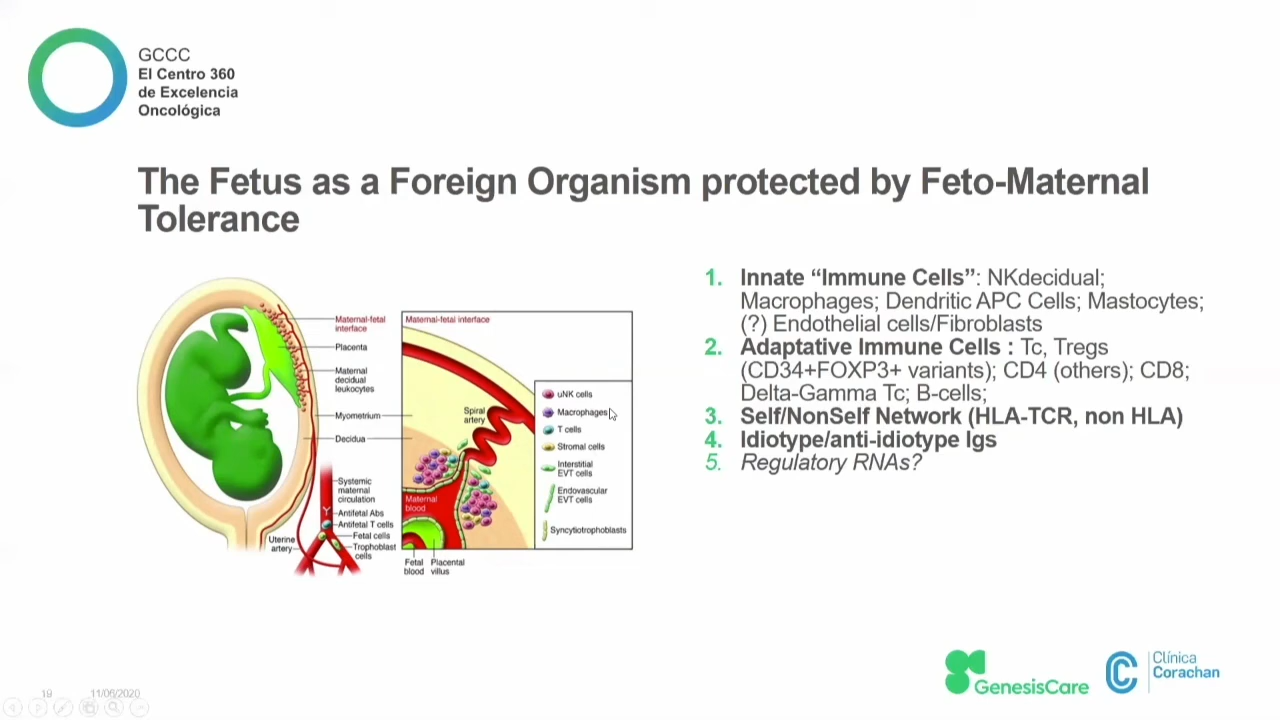 GCCC
El Centro 360
de Excelencia
Oncológica
The Fetus as a Foreign Organism protected by Feto-Maternal
Tolerance
Maternal-fetal
interface
Placenta
Maternal
decidual
leukocytes
Myometrium
Decidua
Systemic
maternal
circulation
Antifetal Abs
Antifetal T cells
Fetal cells
Trophoblast
cells
Uterine
artery
Maternal-fetal interface
Spiral
artery
Maternal
blood
Fetal
blood
Placental
villus
uNK cells
Macrophages
T cells
Stromal cells
Interstitial
EVT cells
Endovascular
EVT cells
Syncytiotrophoblasts
1. Innate “Immune Cells”: NKdecidual;
Macrophages; Dendritic APC Cells; Mastocytes;
(?) Endothelial cells/Fibroblasts
2. Adaptative Immune Cells : Tc, Tregs
(CD34+FOXP3+ variants); CD4 (others); CD8;
Delta-Gamma Tc; B-cells;
3. Self/NonSelf Network (HLA-TCR, non HLA)
4. Idiotype/anti-idiotype Igs
5. Regulatory RNAs?
19
11/06/2020
GenesisCare
Clínica
Corachan